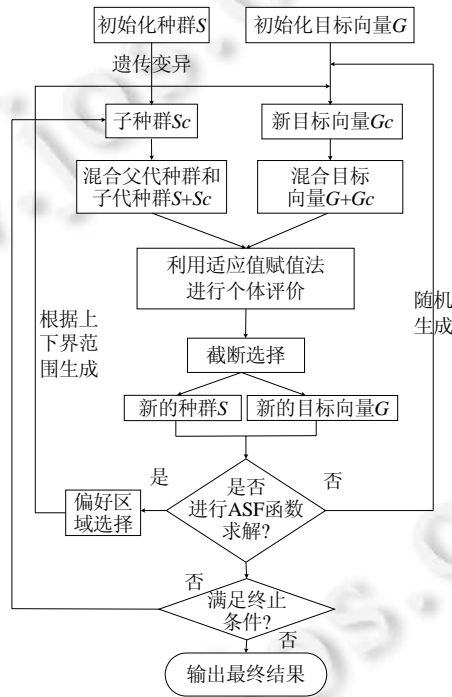 初始化种群S
初始化目标向量G
遗传变异
子种群Sc
新目标向量Gc
混合父代种群和
子代种群S+Sc
混合目标
向量G+Gc
利用适应值赋值法
进行个体评价
根据上
下界范
围生成
随机
生成
截断选择
新的种群S
新的目标向量G
是
否
偏好区
域选择
是否
进行ASF函数
求解?
否
满足终止
条件?
否
输出最终结果